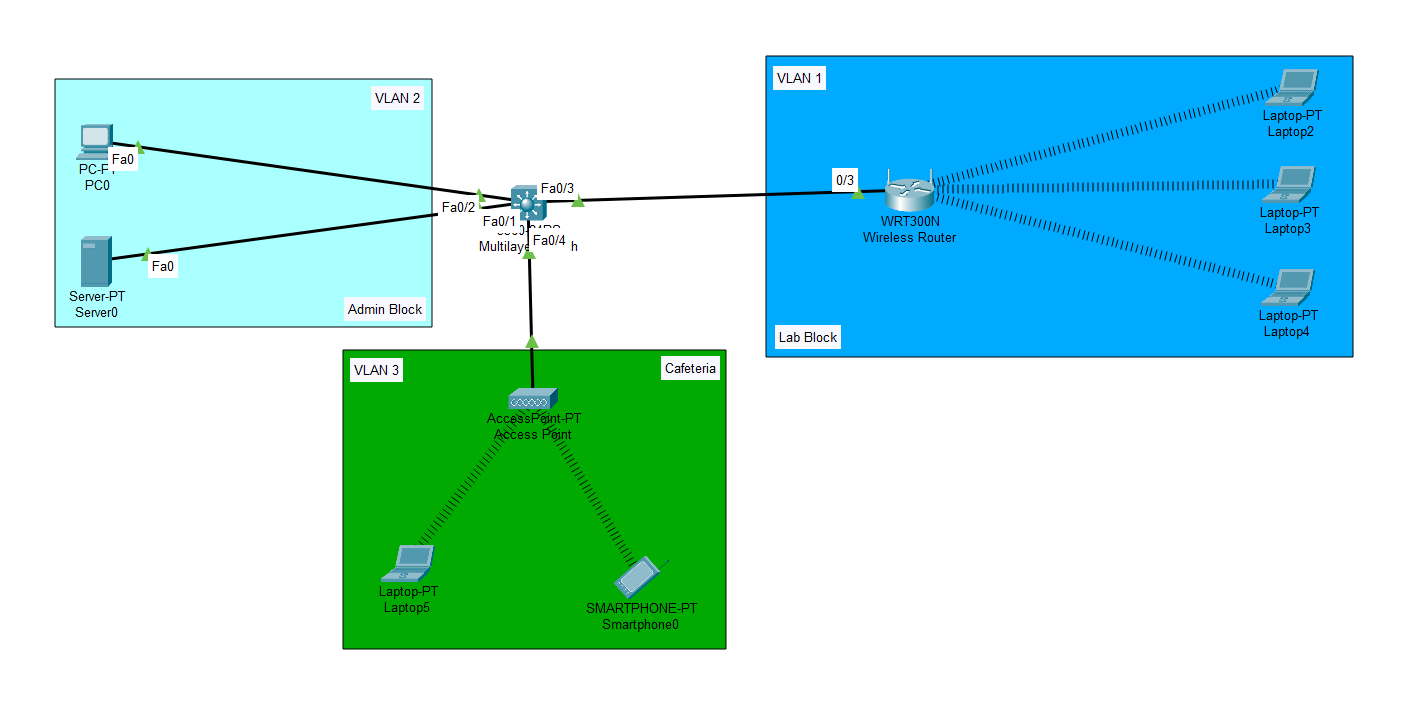 VLAN 2
Fa0
PC0
Fa0
Server-PT
Server0
Admin Block
Fa0/3
Fa0/2
Fa0/1
Fa0/4
VLAN 1
0/3
WRT300N
Wireless Router
Laptop-PT
Laptop2
Laptop-PT
Laptop3
Laptop-PT
Laptop4
Lab Block
VLAN 3
Cafeteria
AccessPoint-PT
Access Point
Laptop-PT
Laptop5
SMARTPHONE-PT
Smartphone0